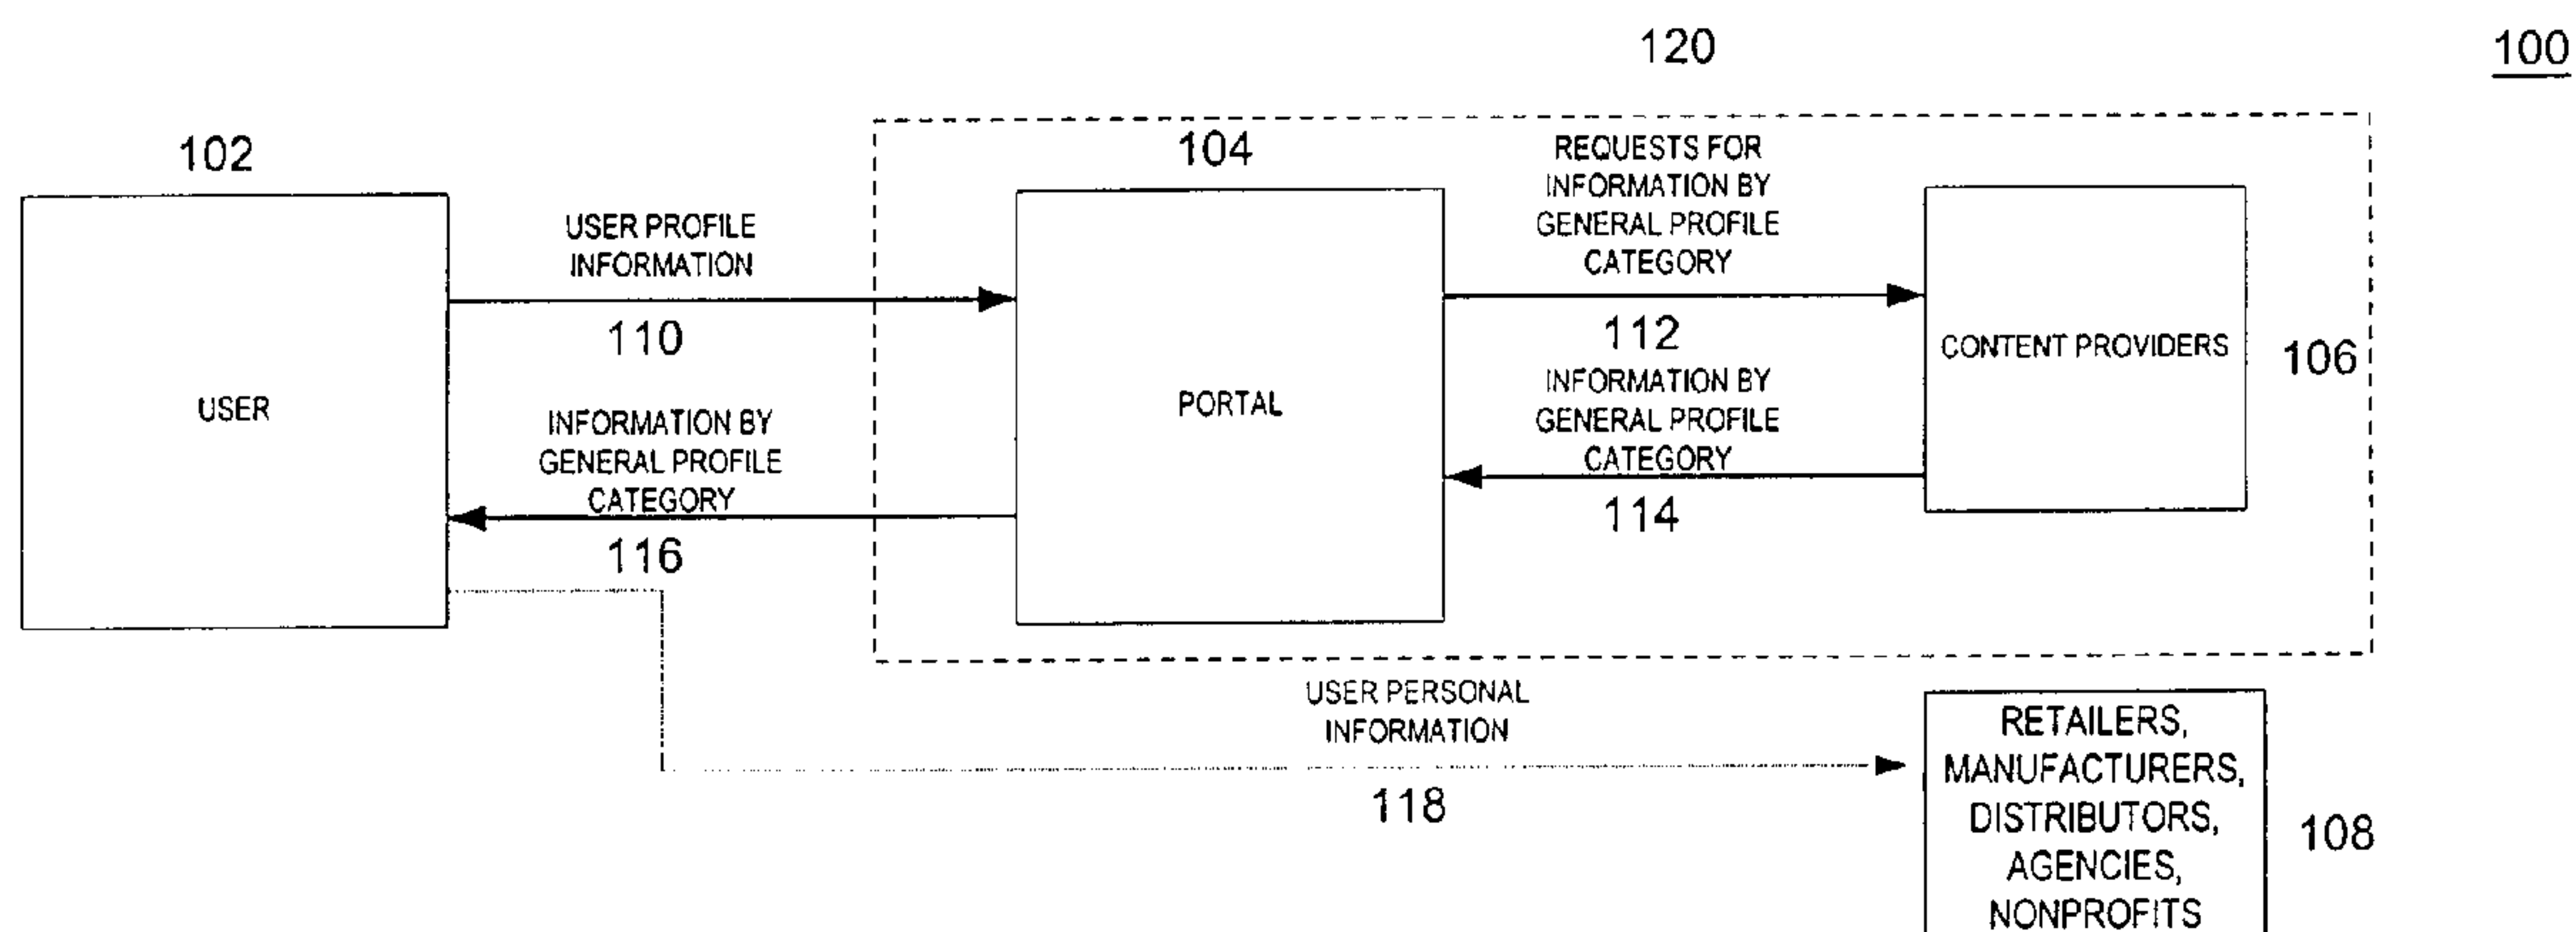 120
100
102
104
REQUESTS FOR
INFORMATION BY
GENERAL PROFILE
CATEGORY
USER PROFILE
INFORMATION
110
112
CONTENT PROVIDERS
106
USER
PORTAL
INFORMATION BY
GENERAL PROFILE
CATEGORY
INFORMATION BY
GENERAL PROFILE
CATEGORY
114
116
USER PERSONAL
INFORMATION
118
RETAILERS,
MANUFACTURERS,
DISTRIBUTORS,
AGENCIES,
NONPROFITS
108